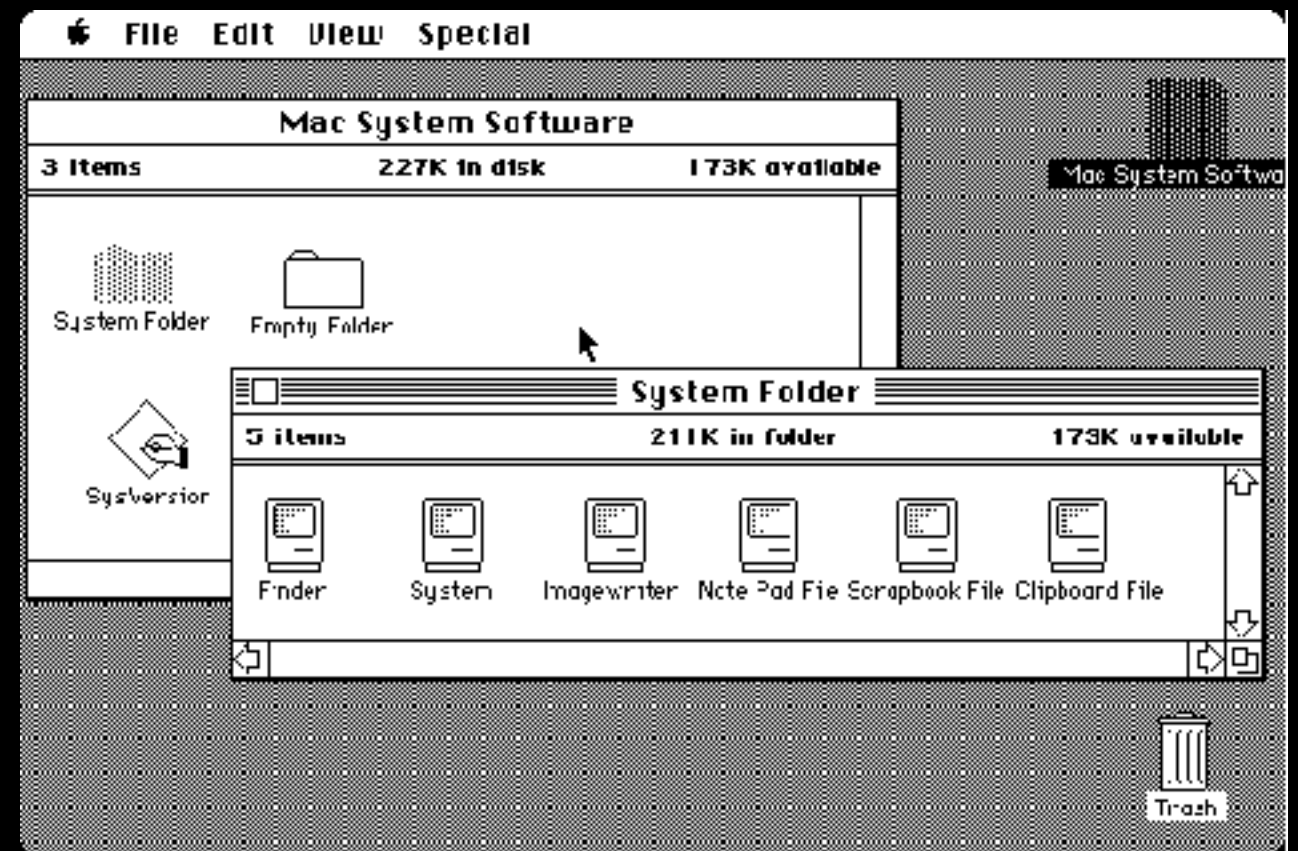 File Edit View Special
Mac System Software
3 items 227K in disk 173K available
Mac System Softwa
System Folder
Empty Folder
SysVersion
System Folder
5 items 211K in folder 173K available
Finder System Imagewriter Note Pad File Scrapbook File Clipboard File
Trash